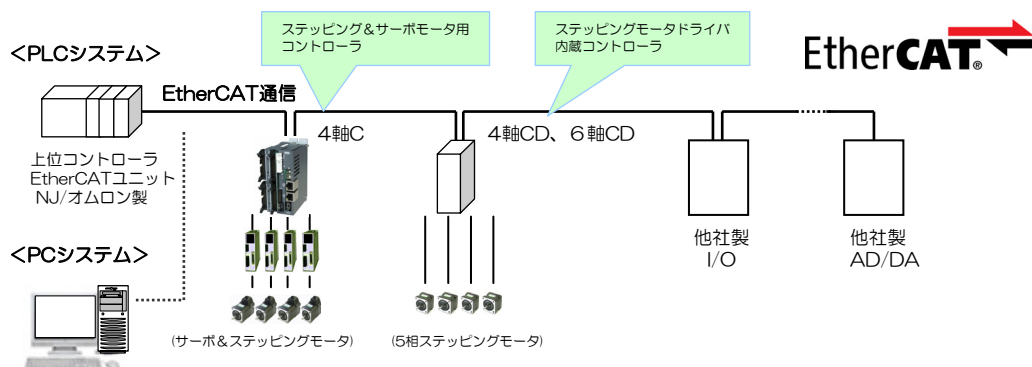 ステッピング&サーボモータ用
コントローラ
ステッピングモータドライバ
内蔵コントローラ
EtherCAT®
<PLCシステム>
EtherCAT通信
4軸C
4軸CD、6軸CD
上位コントローラ
EtherCATユニット
NJ/オムロン製
他社製
I/O
他社製
AD/DA
<PCシステム>
(サーボ&ステッピングモータ)
(5相ステッピングモータ)